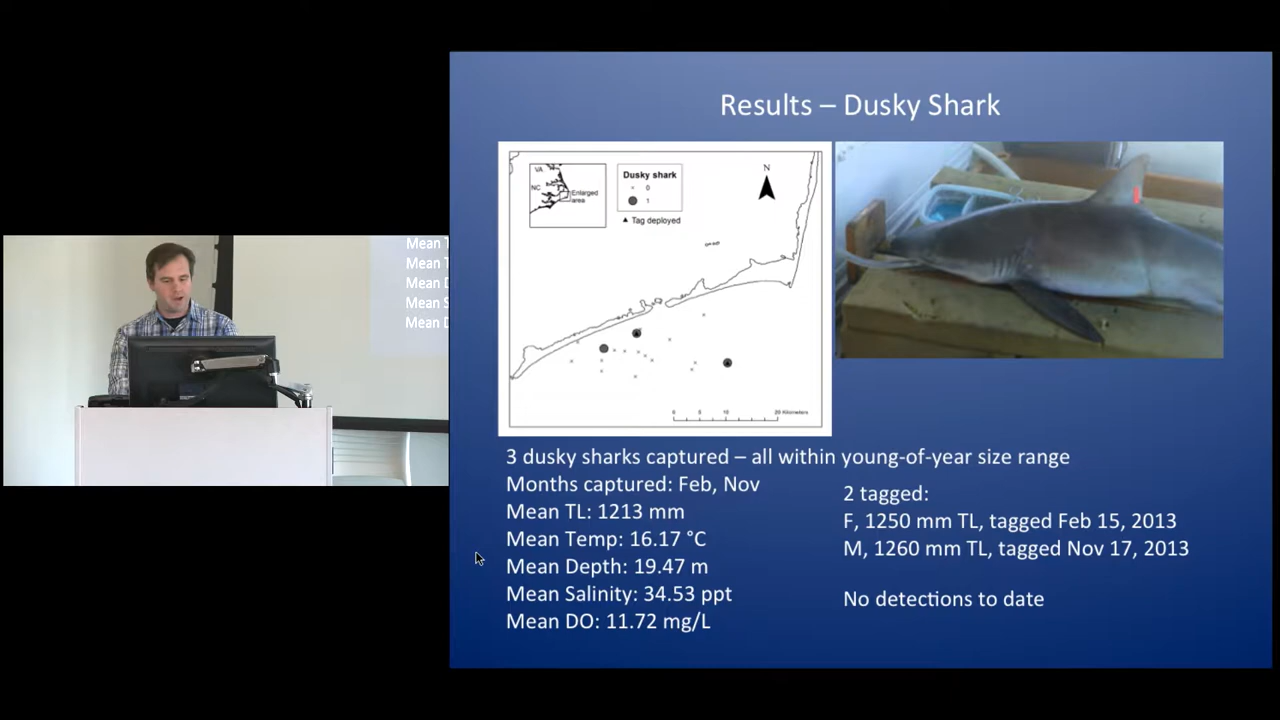 Mean T
Mean T
Mean D
Mean S
Mean D
Results – Dusky Shark
VA
NC
Enlarged
area
Dusky shark
0
1
Tag deployed
N
0 5 10 20 Kilometers
3 dusky sharks captured – all within young-of-year size range
Months captured: Feb, Nov
Mean TL: 1213 mm
Mean Temp: 16.17 °C
Mean Depth: 19.47 m
Mean Salinity: 34.53 ppt
Mean DO: 11.72 mg/L
2 tagged:
F, 1250 mm TL, tagged Feb 15, 2013
M, 1260 mm TL, tagged Nov 17, 2013
No detections to date